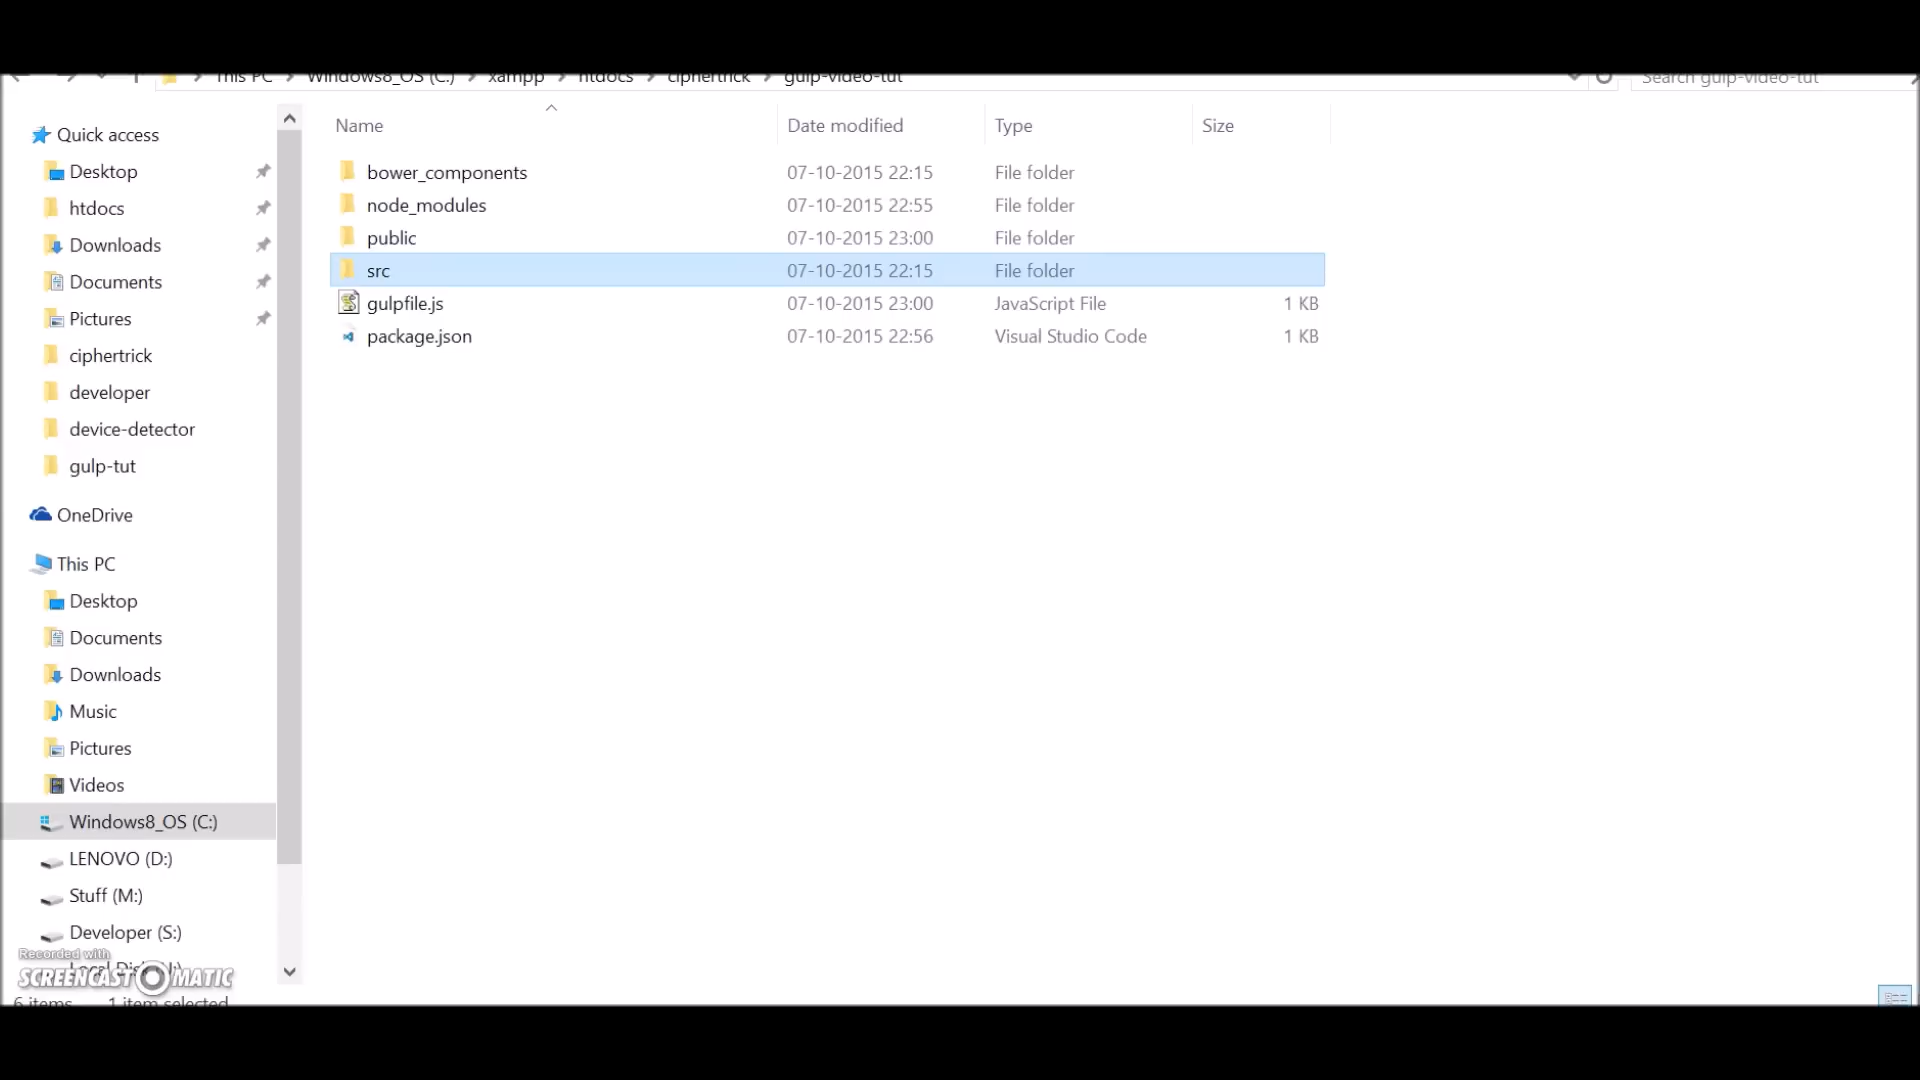 This PC > Windows8_OS (C:) > xampp > htdocs > ciphertrick > gulp-video-tut
Search gulp-video-tut
Name Date modified Type Size
bower_components 07-10-2015 22:15 File folder
node_modules 07-10-2015 22:55 File folder
public 07-10-2015 23:00 File folder
src 07-10-2015 22:15 File folder
gulpfile.js 07-10-2015 23:00 JavaScript File 1 KB
package.json 07-10-2015 22:56 Visual Studio Code 1 KB
Quick access
Desktop
htdocs
Downloads
Documents
Pictures
ciphertrick
developer
device-detector
gulp-tut
OneDrive
This PC
Desktop
Documents
Downloads
Music
Pictures
Videos
Windows8_OS (C:)
LENOVO (D:)
Stuff (M:)
Developer (S:)
Recorded with
Local Disk
SCREENCAST-O-MATIC
6 items 1 item selected